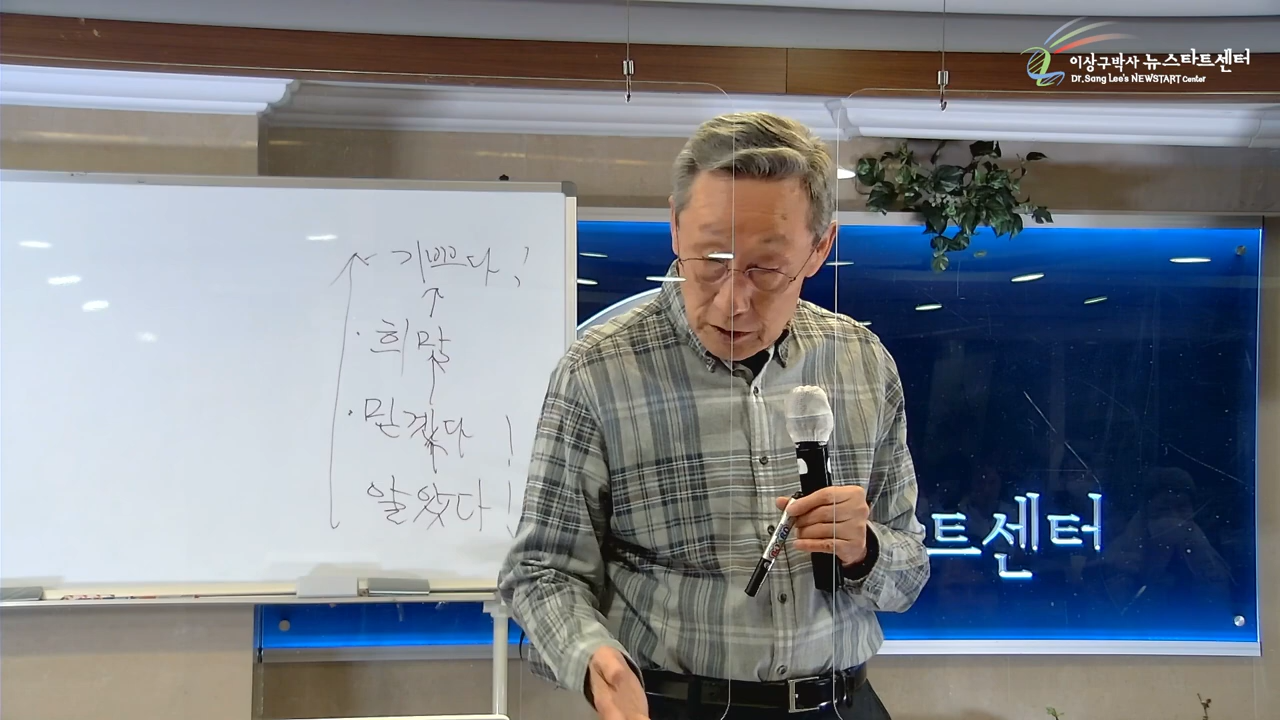 이상구박사 뉴스타트센터
Dr. Sang Lee's NEWSTART Center
기쁘다!
·희망
·믿겠다!
알았다!
트센터